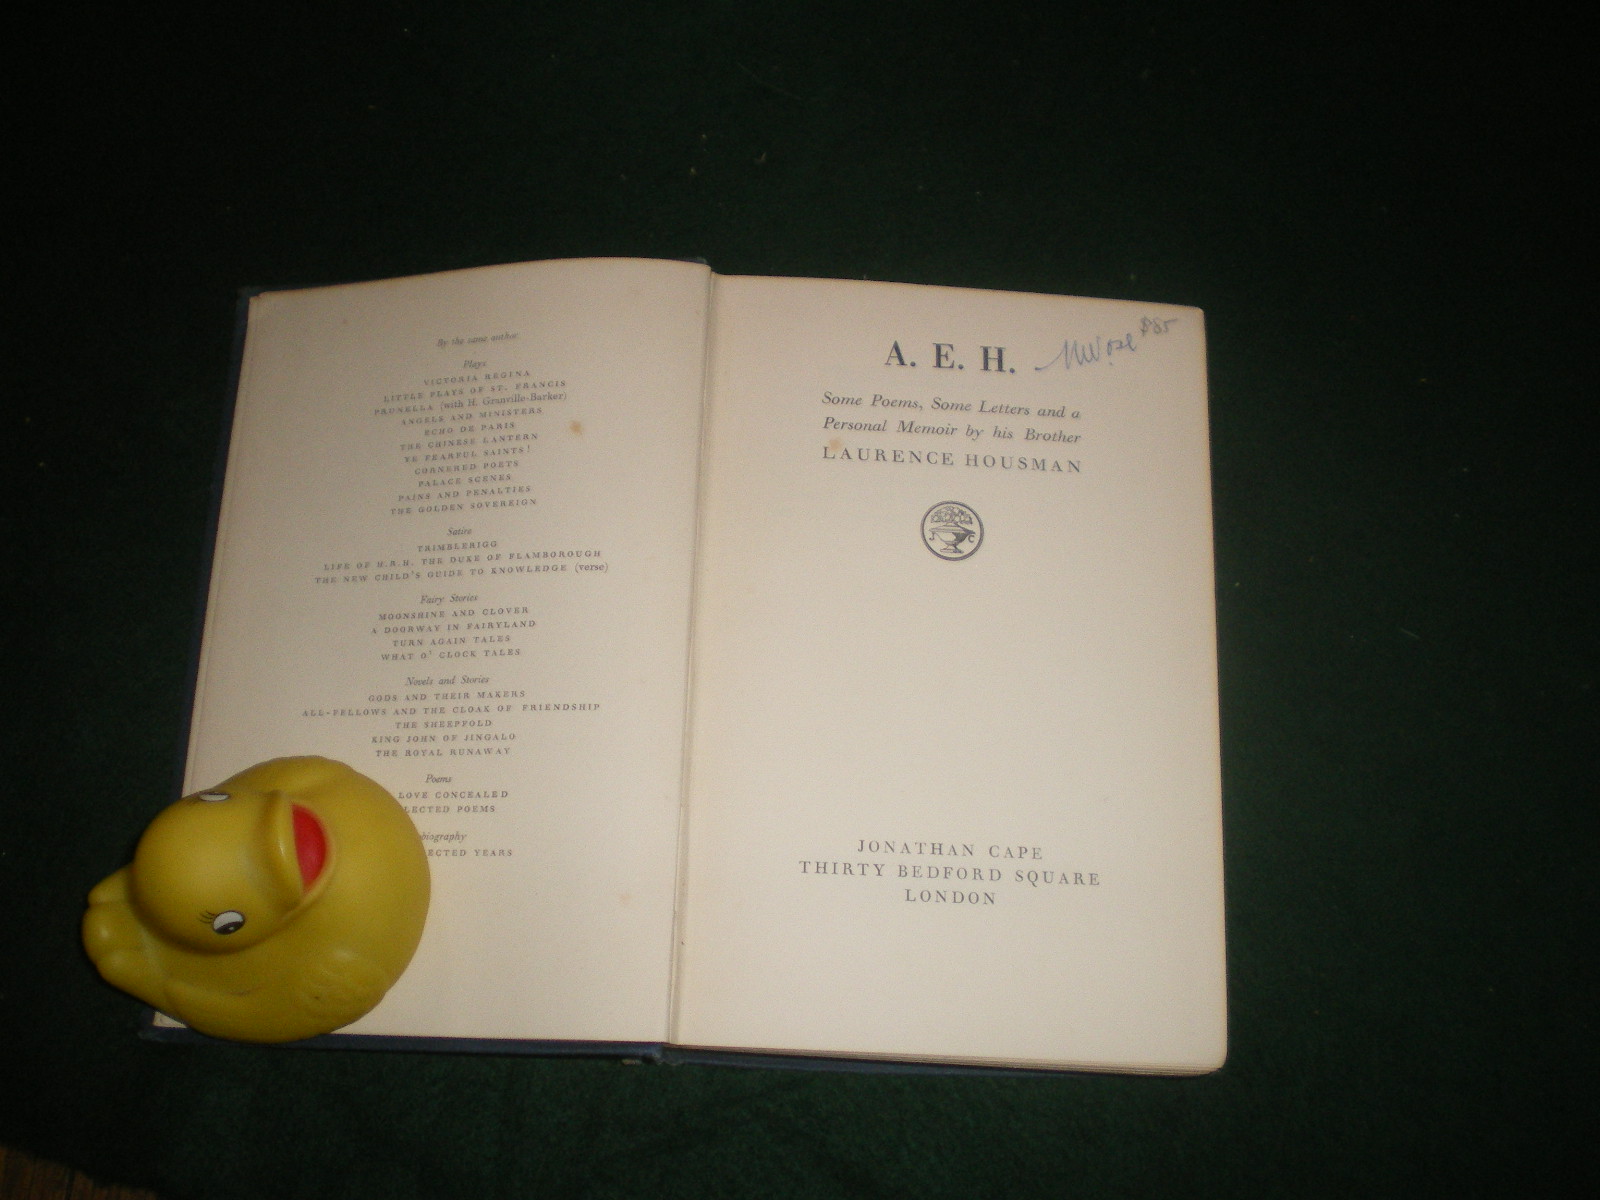 By the same author
Plays
VICTORIA REGINA
LITTLE PLAYS OF ST. FRANCIS
PRUNELLA (with H. Granville-Barker)
ANGELS AND MINISTERS
ECHO DE PARIS
THE CHINESE LANTERN
YE FEARFUL SAINTS!
CORNERED POETS
PALACE SCENES
PAINS AND PENALTIES
THE GOLDEN SOVEREIGN
Satire
TRIMBLERIGG
LIFE OF H.R.H. THE DUKE OF FLAMBOROUGH
THE NEW CHILD'S GUIDE TO KNOWLEDGE (verse)
Fairy Stories
MOONSHINE AND CLOVER
A DOORWAY IN FAIRYLAND
TURN AGAIN TALES
WHAT O' CLOCK TALES
Novels and Stories
GODS AND THEIR MAKERS
ALL-FELLOWS AND THE CLOAK OF FRIENDSHIP
THE SHEEPFOLD
KING JOHN OF JINGALO
THE ROYAL RUNAWAY
Poems
LOVE CONCEALED
LECTED POEMS
biography
ECTED YEARS
A. E. H.
$85
Some Poems, Some Letters and a
Personal Memoir by his Brother
LAURENCE HOUSMAN
J C
JONATHAN CAPE
THIRTY BEDFORD SQUARE
LONDON